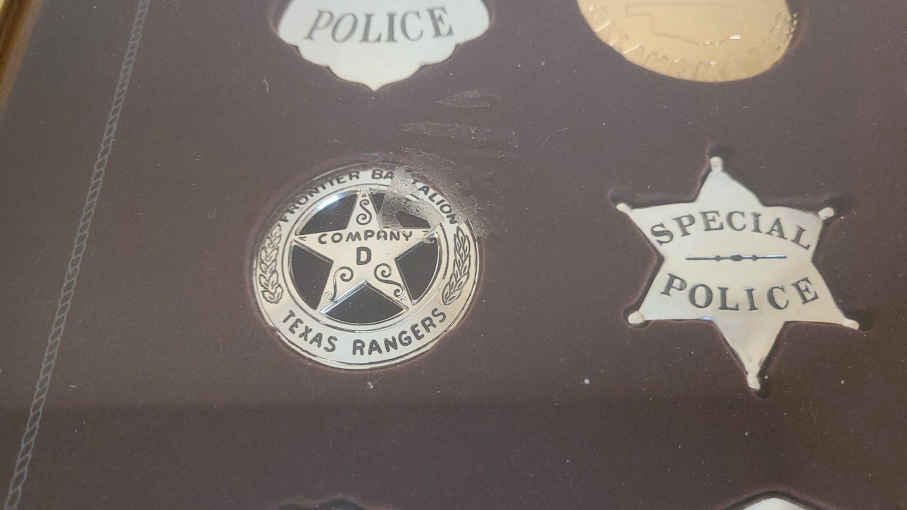 POLICE
FRONTIER BATTALION
COMPANY
D
TEXAS RANGERS
SPECIAL
POLICE